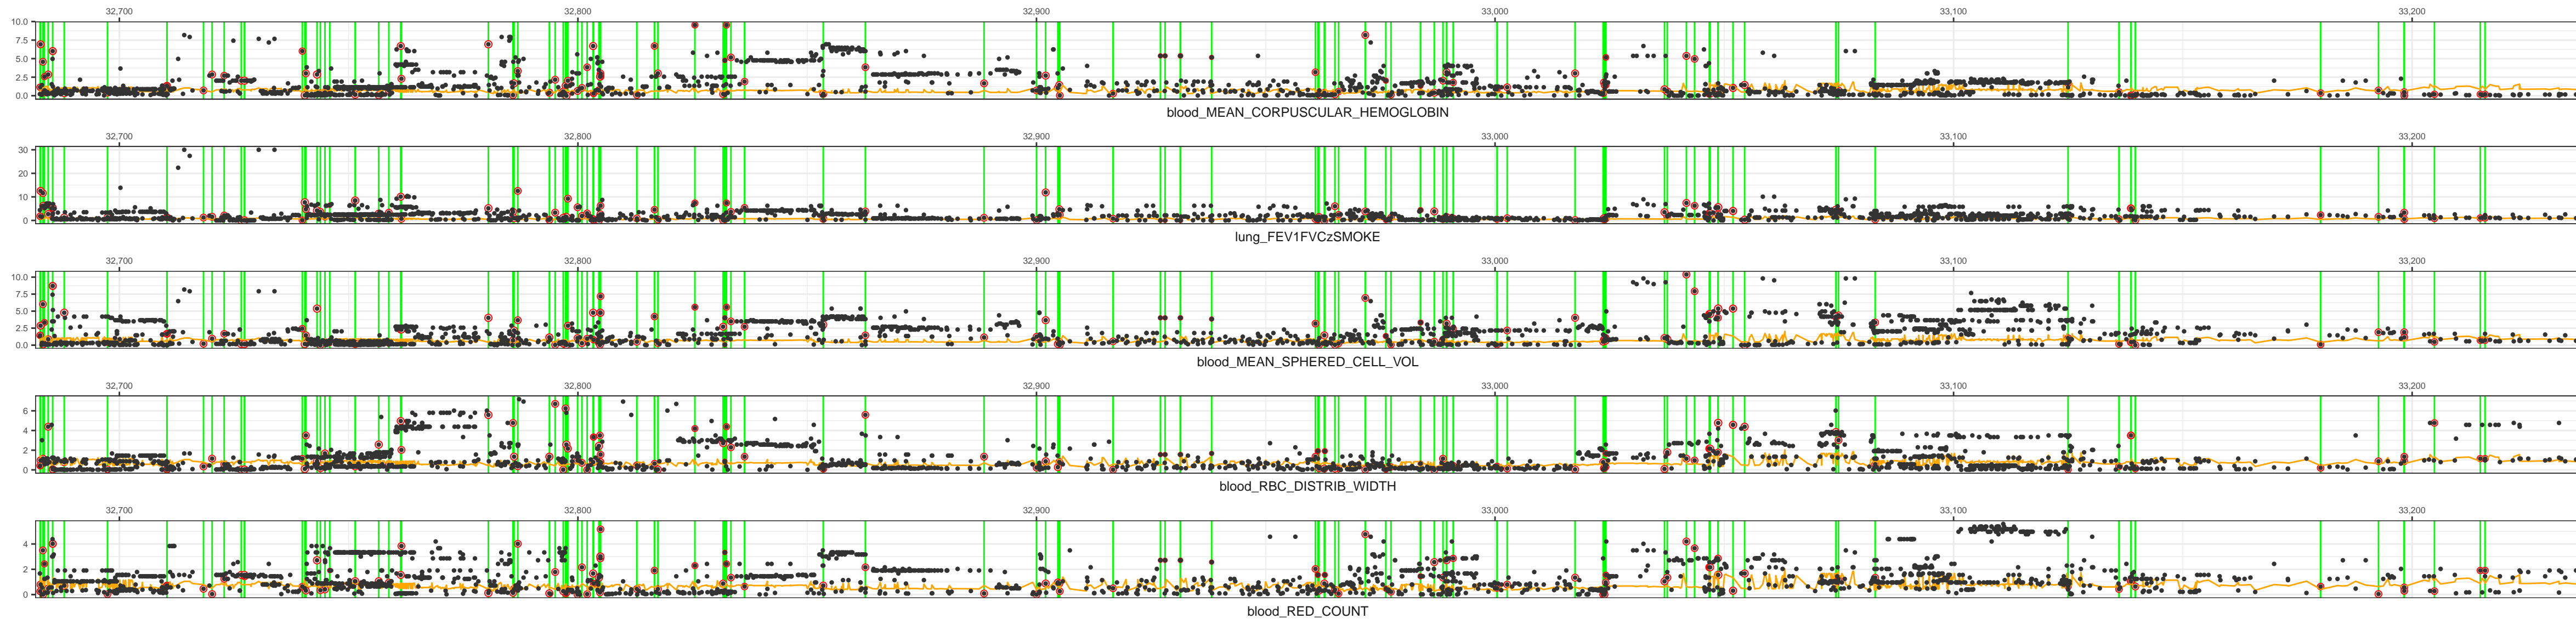 32,700 32,800 32,900 33,000 33,100 33,200
10.0
7.5
5.0
2.5
0.0
blood_MEAN_CORPUSCULAR_HEMOGLOBIN
32,700 32,800 32,900 33,000 33,100 33,200
30
20
10
0
lung_FEV1FVCzSMOKE
32,700 32,800 32,900 33,000 33,100 33,200
10.0
7.5
5.0
2.5
0.0
blood_MEAN_SPHERED_CELL_VOL
32,700 32,800 32,900 33,000 33,100 33,200
6
4
2
0
blood_RBC_DISTRIB_WIDTH
32,700 32,800 32,900 33,000 33,100 33,200
4
2
0
blood_RED_COUNT